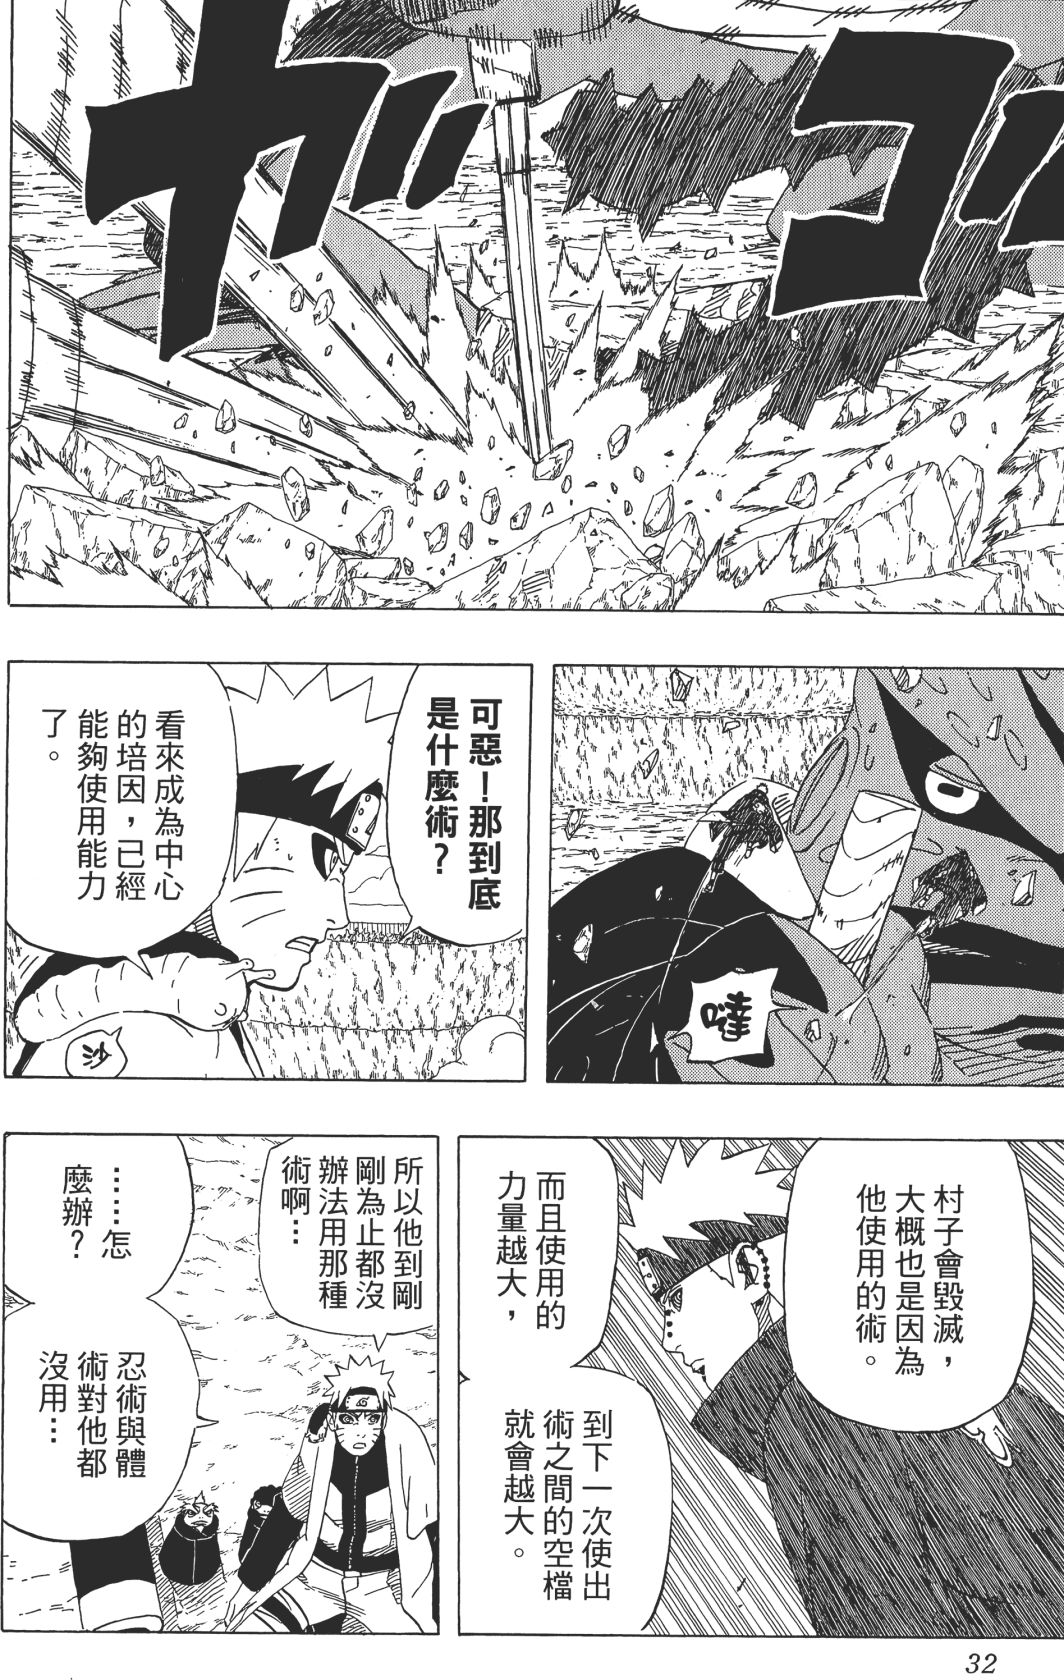 ゴ
ガ
噠
可惡！那到底
是什麼術？
看來成為中心
的培因，已經
能夠使用能力
了。
村子會毀滅，
大概也是因為
他使用的術。
而且使用的
力量越大，
到下一次使出
術之間的空檔
就會越大。
所以他到剛
剛為止都沒
辦法用那種
術啊…
……怎
麼辦？
忍術與體
術對他都
沒用…
32